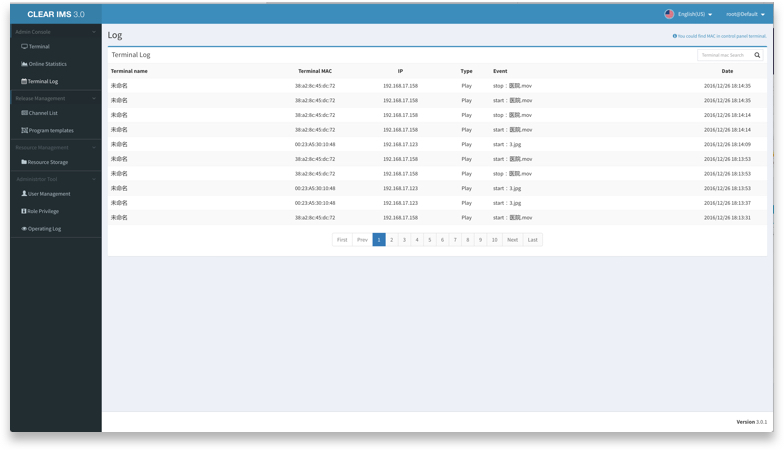 CLEAR IMS 3.0
English(US)
root@Default
Admin Console
Terminal
Online Statistics
Terminal Log
Release Management
Channel List
Program templates
Resource Management
Resource Storage
Administritor Tool
User Management
Role Privilege
Operating Log
Log
You could find MAC in control panel terminal.
Terminal Log
Terminal mac Search
Terminal name Terminal MAC IP Type Event Date
未命名 38:a2:8c:45:dc:72 192.168.17.158 Play stop：医院.mov 2016/12/26 18:14:35
未命名 38:a2:8c:45:dc:72 192.168.17.158 Play start：医院.mov 2016/12/26 18:14:35
未命名 38:a2:8c:45:dc:72 192.168.17.158 Play stop：医院.mov 2016/12/26 18:14:14
未命名 38:a2:8c:45:dc:72 192.168.17.158 Play start：医院.mov 2016/12/26 18:14:14
未命名 00:23:A5:30:10:48 192.168.17.123 Play start：3.jpg 2016/12/26 18:14:09
未命名 38:a2:8c:45:dc:72 192.168.17.158 Play start：医院.mov 2016/12/26 18:13:53
未命名 38:a2:8c:45:dc:72 192.168.17.158 Play stop：医院.mov 2016/12/26 18:13:53
未命名 00:23:A5:30:10:48 192.168.17.123 Play start：3.jpg 2016/12/26 18:13:53
未命名 00:23:A5:30:10:48 192.168.17.123 Play start：3.jpg 2016/12/26 18:13:37
未命名 38:a2:8c:45:dc:72 192.168.17.158 Play start：医院.mov 2016/12/26 18:13:31
First Prev 1 2 3 4 5 6 7 8 9 10 Next Last
Version 3.0.1